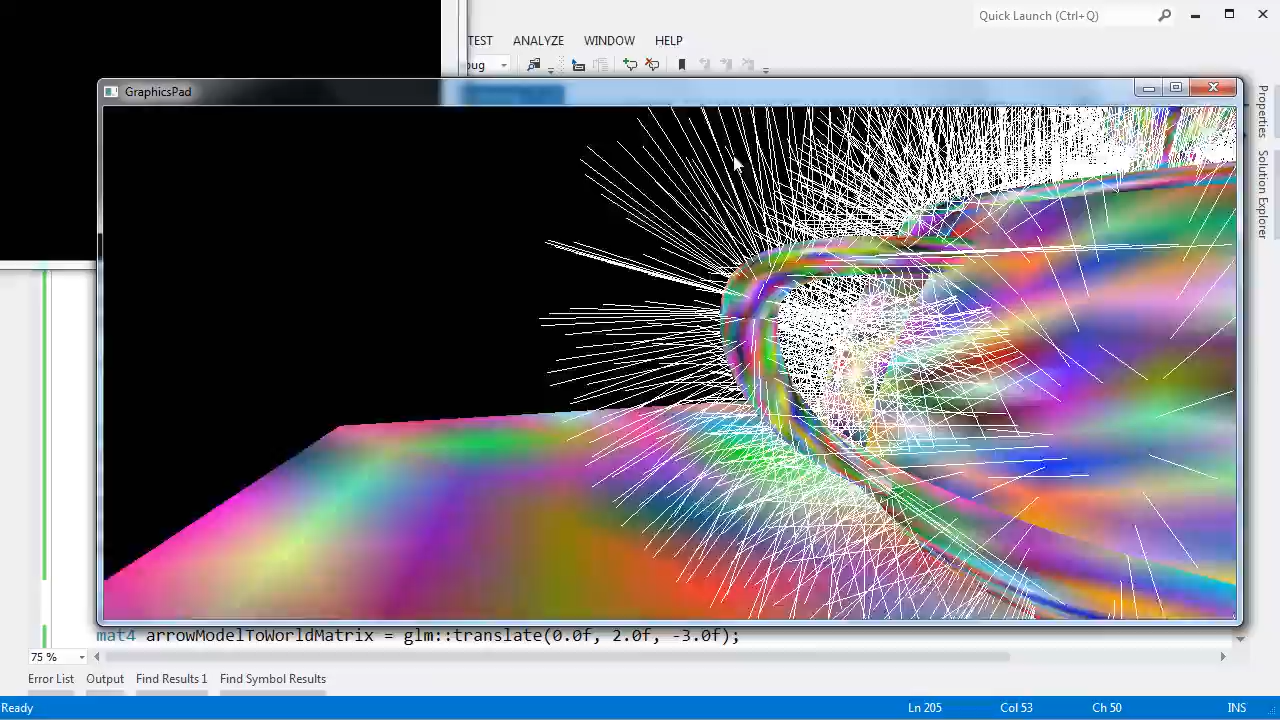 Quick Launch (Ctrl+Q)
TEST ANALYZE WINDOW HELP
bug
GraphicsPad
Properties
Solution Explorer
mat4 arrowModelToWorldMatrix = glm::translate(0.0f, 2.0f, -3.0f);
75 %
Error List Output Find Results 1 Find Symbol Results
Ready Ln 205 Col 53 Ch 50 INS